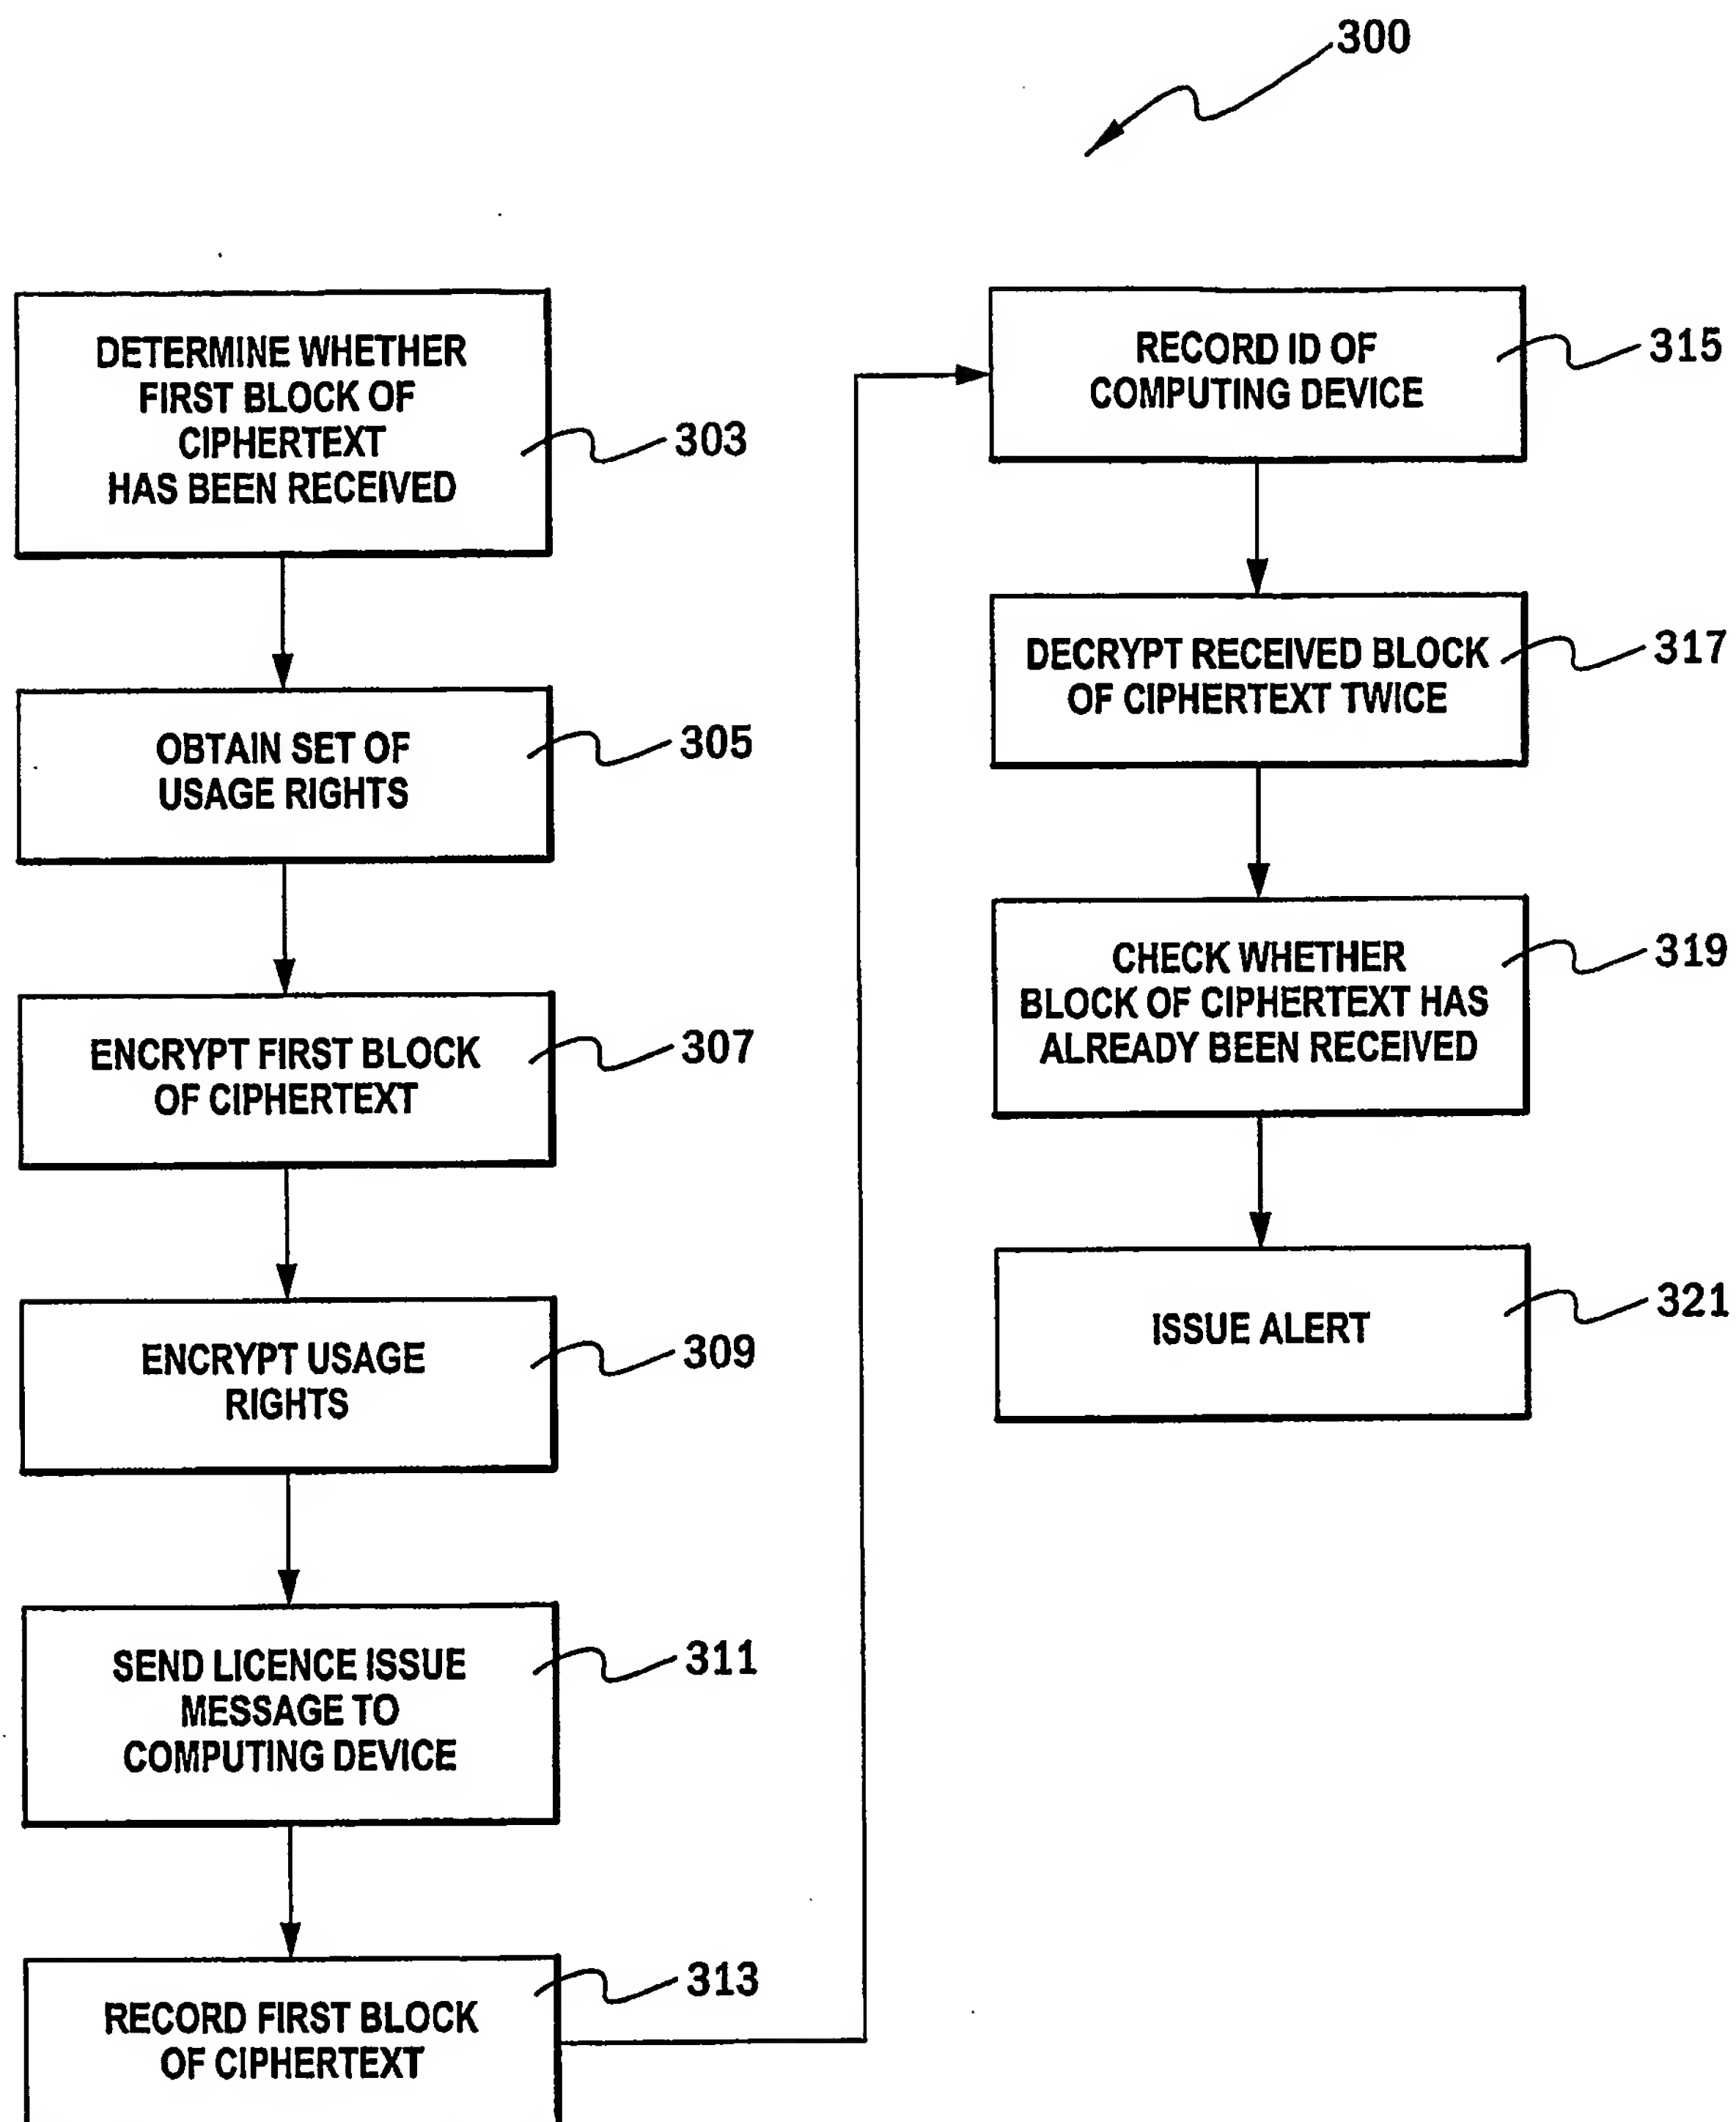 300
DETERMINE WHETHER
FIRST BLOCK OF
CIPHERTEXT
HAS BEEN RECEIVED
303
OBTAIN SET OF
USAGE RIGHTS
305
ENCRYPT FIRST BLOCK
OF CIPHERTEXT
307
ENCRYPT USAGE
RIGHTS
309
SEND LICENCE ISSUE
MESSAGE TO
COMPUTING DEVICE
311
RECORD FIRST BLOCK
OF CIPHERTEXT
313
RECORD ID OF
COMPUTING DEVICE
315
DECRYPT RECEIVED BLOCK
OF CIPHERTEXT TWICE
317
CHECK WHETHER
BLOCK OF CIPHERTEXT HAS
ALREADY BEEN RECEIVED
319
ISSUE ALERT
321